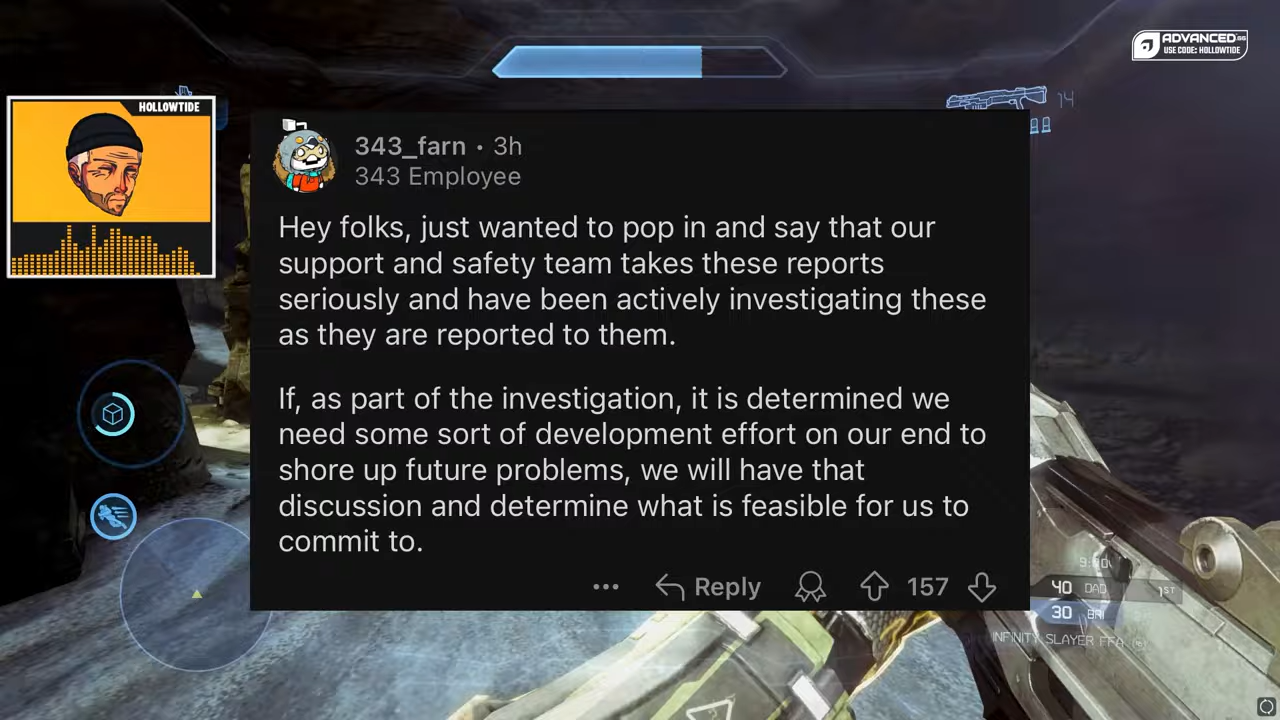 ADVANCED.GG
USE CODE: HOLLOWTIDE
HOLLOWTIDE
14
343_farn • 3h
343 Employee
Hey folks, just wanted to pop in and say that our
support and safety team takes these reports
seriously and have been actively investigating these
as they are reported to them.
If, as part of the investigation, it is determined we
need some sort of development effort on our end to
shore up future problems, we will have that
discussion and determine what is feasible for us to
commit to.
Reply
157
40 DAD 1ST
30 BRI
INFINITY SLAYER FFA